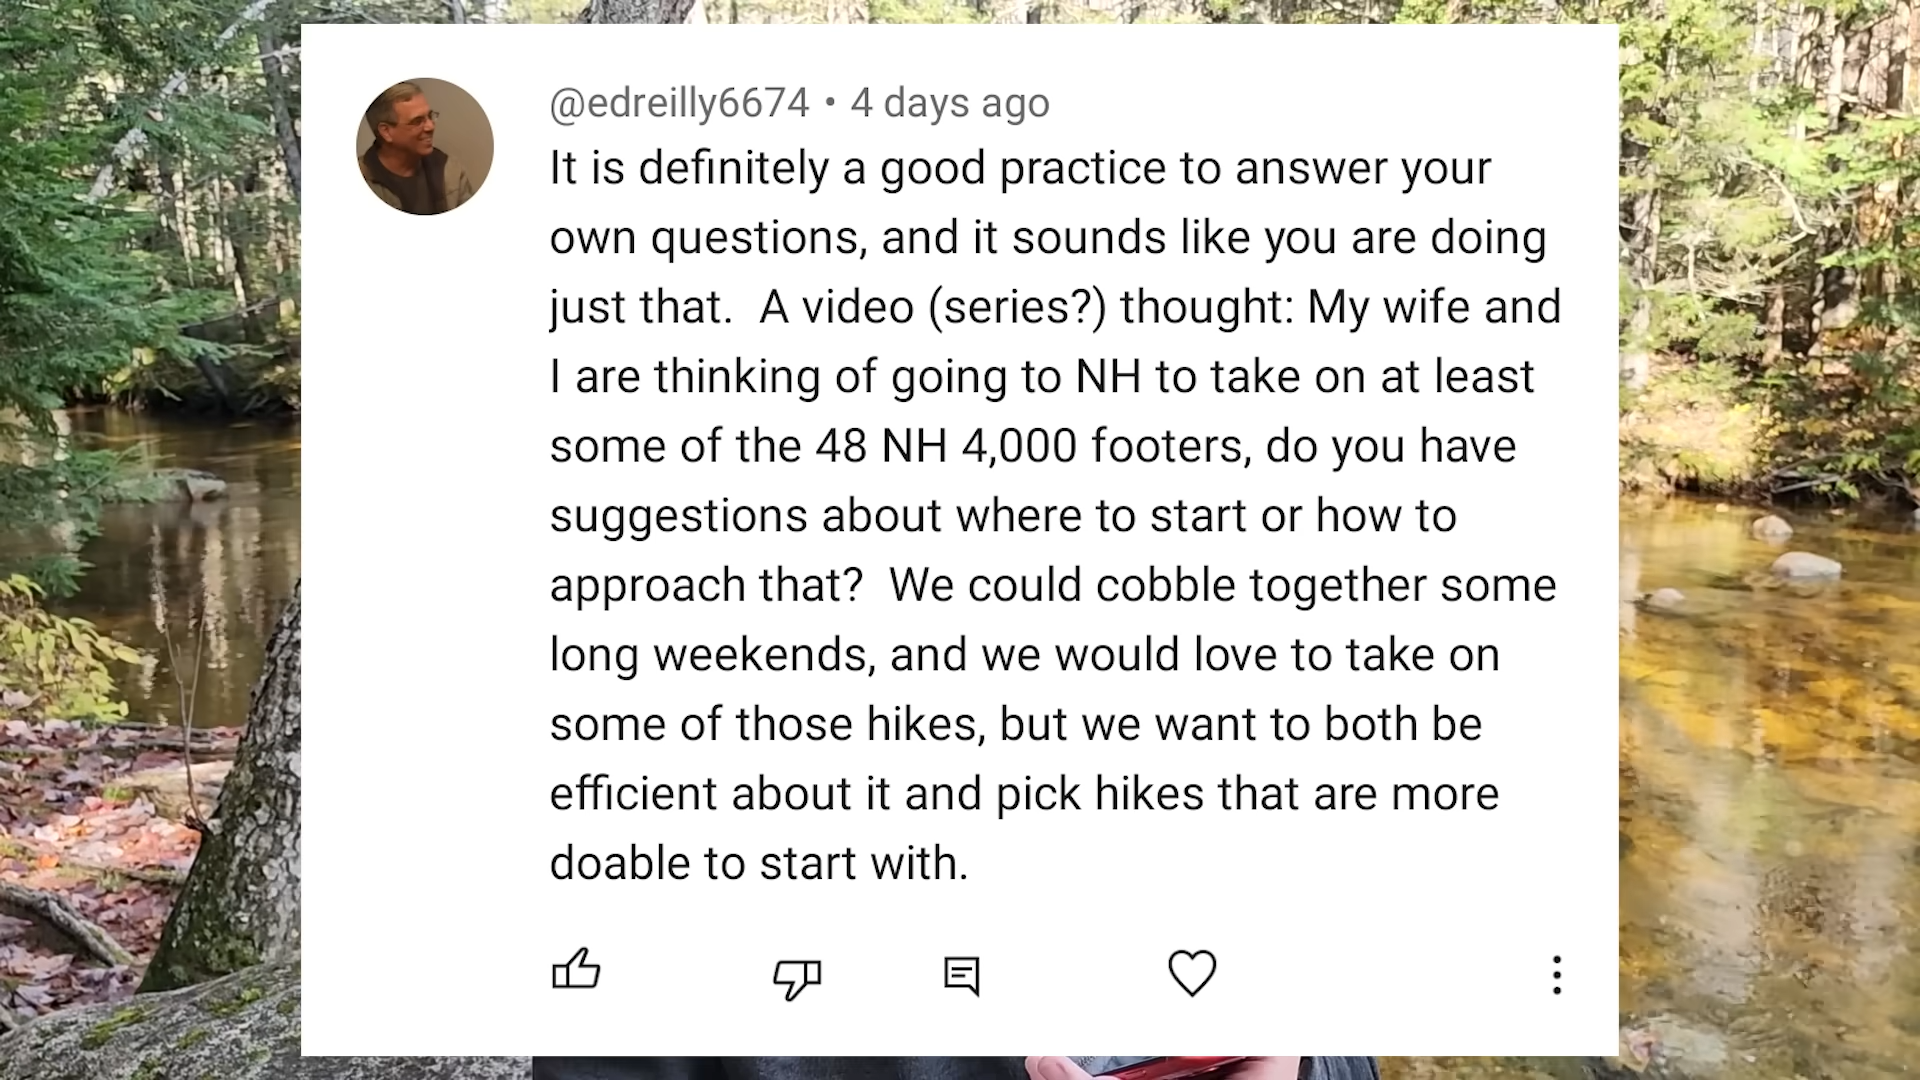 @edreilly6674 • 4 days ago
It is definitely a good practice to answer your
own questions, and it sounds like you are doing
just that.  A video (series?) thought: My wife and
I are thinking of going to NH to take on at least
some of the 48 NH 4,000 footers, do you have
suggestions about where to start or how to
approach that?  We could cobble together some
long weekends, and we would love to take on
some of those hikes, but we want to both be
efficient about it and pick hikes that are more
doable to start with.